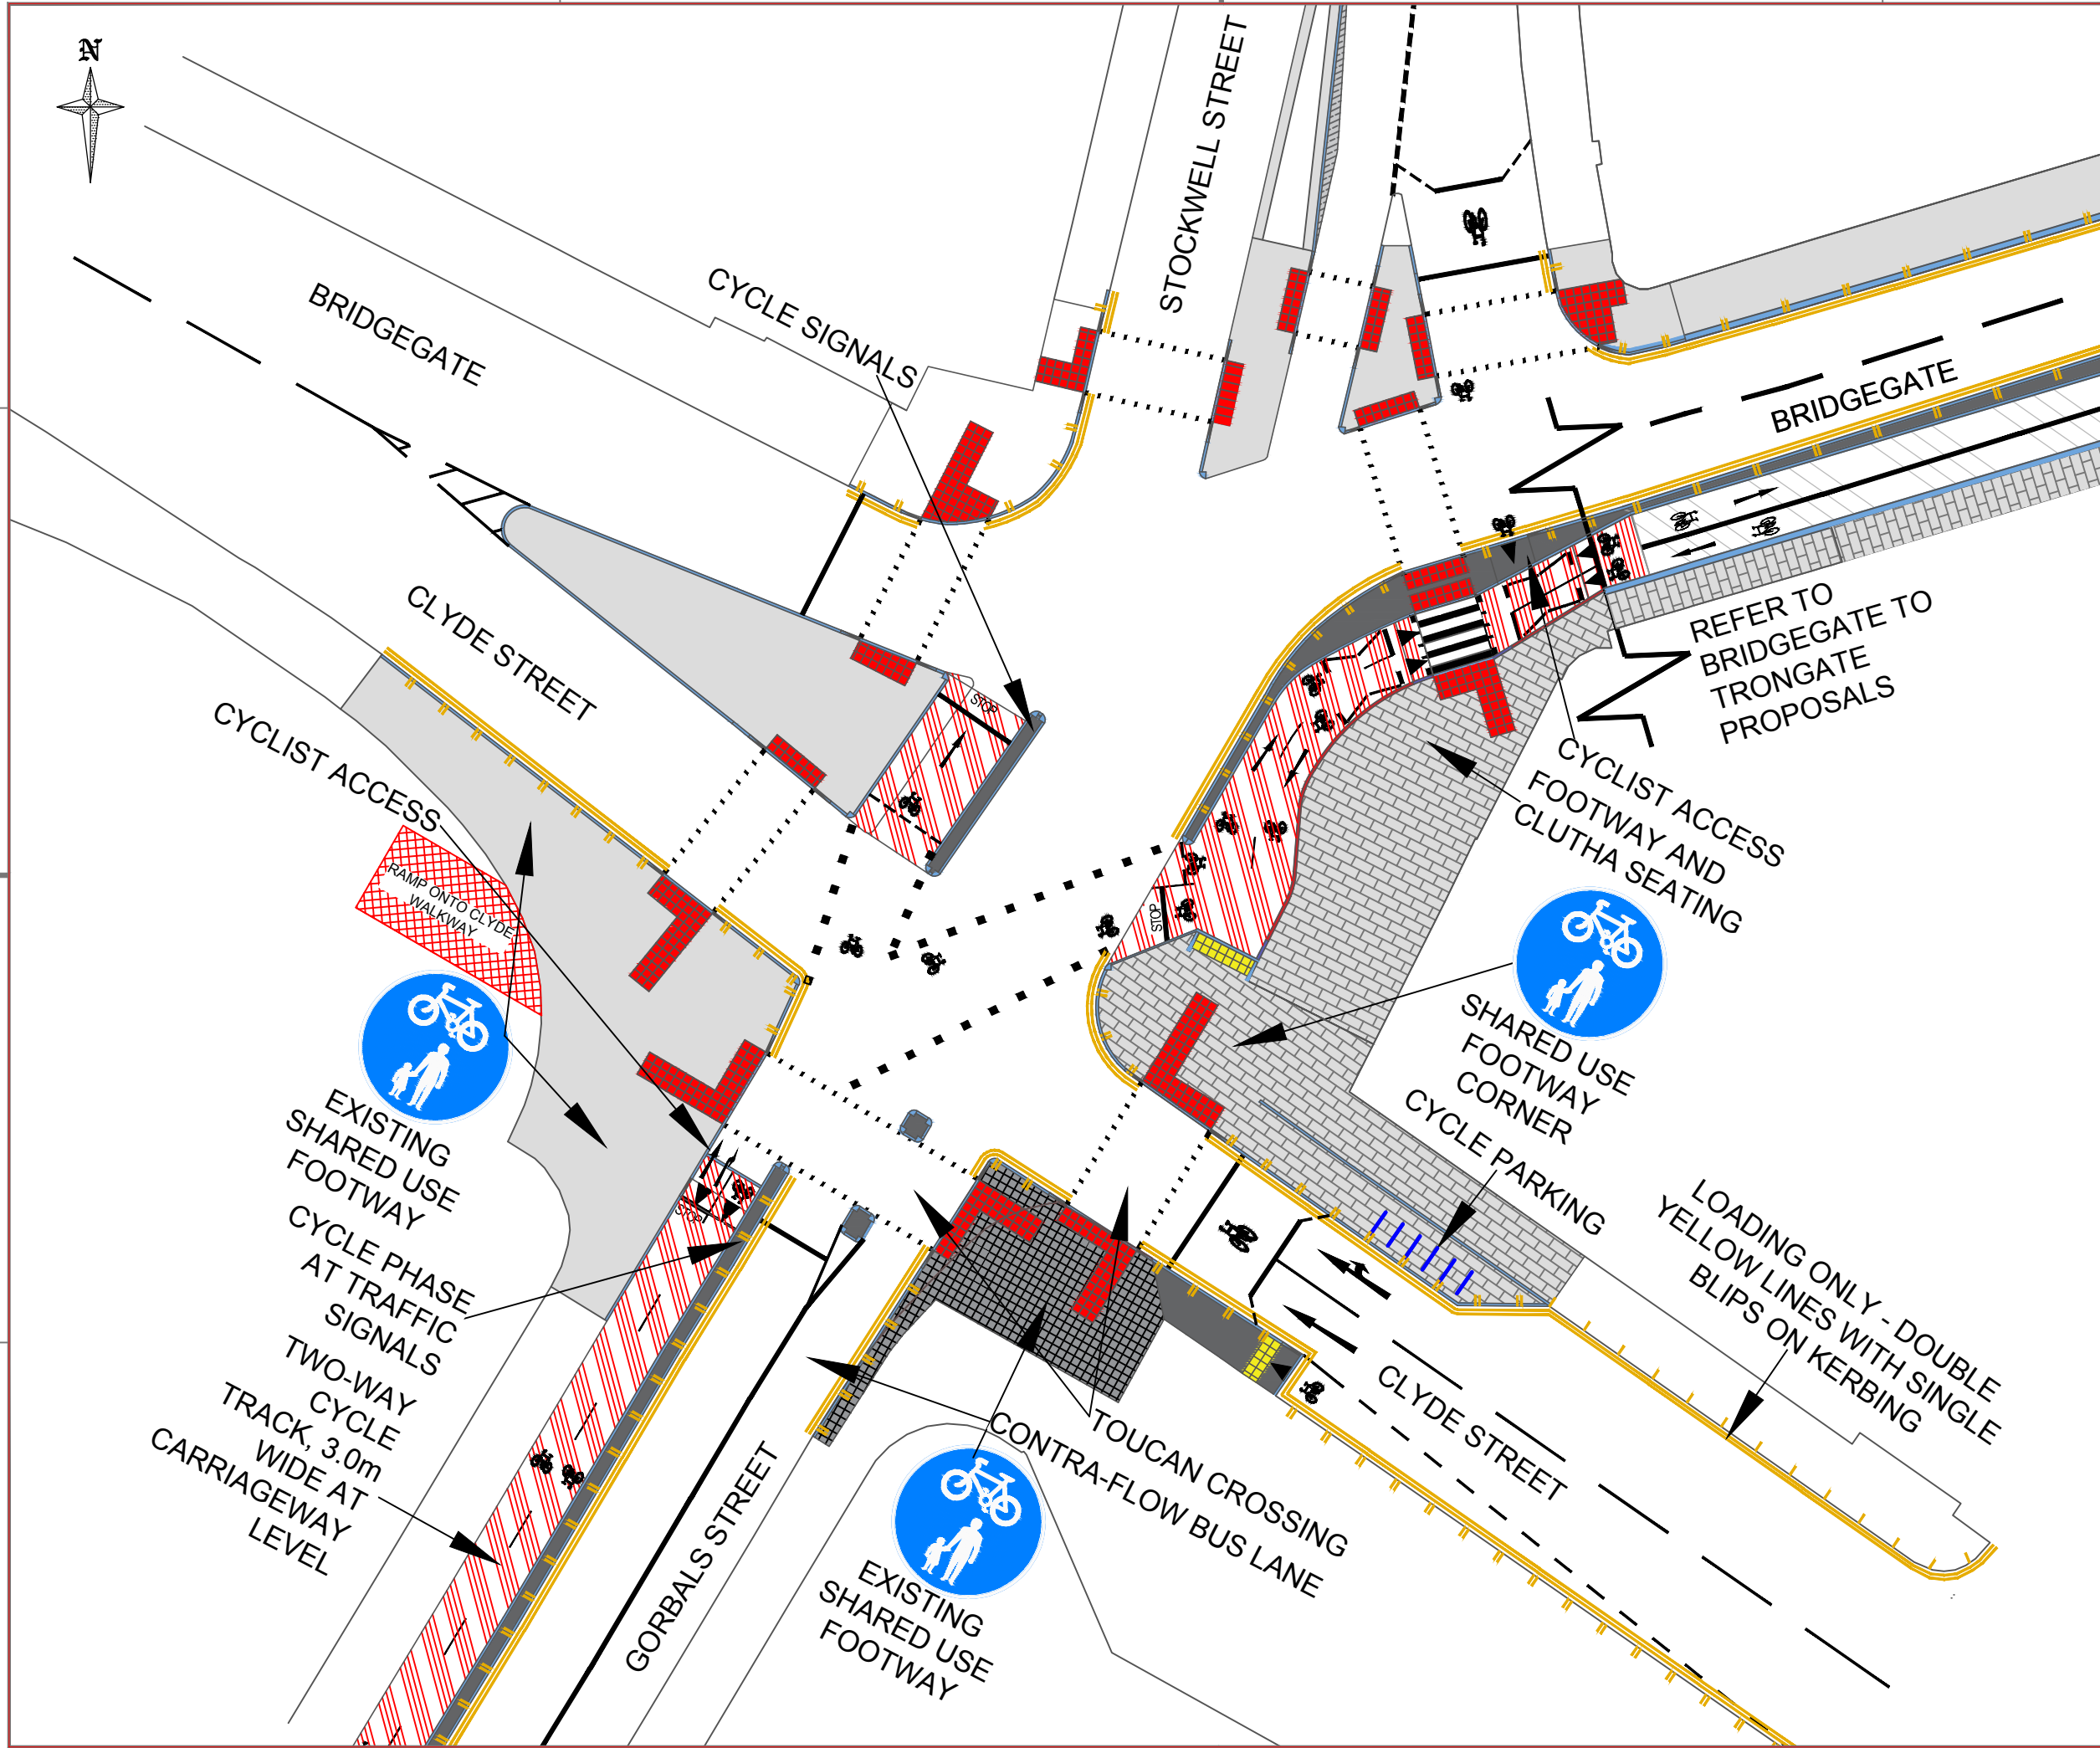 N
STOCKWELL STREET
BRIDGEGATE
CYCLE SIGNALS
BRIDGEGATE
CLYDE STREET
STOP
REFER TO
BRIDGEGATE TO
TRONGATE
PROPOSALS
CYCLIST ACCESS
CYCLIST ACCESS
FOOTWAY AND
CLUTHA SEATING
RAMP ONTO CLYDE
WALKWAY
STOP
SHARED USE
FOOTWAY
CORNER
EXISTING
SHARED USE
FOOTWAY
CYCLE PARKING
STOP
LOADING ONLY - DOUBLE
YELLOW LINES WITH SINGLE
BLIPS ON KERBING
CYCLE PHASE
AT TRAFFIC
SIGNALS
TWO-WAY
CYCLE
TRACK, 3.0m
WIDE AT
CARRIAGEWAY
LEVEL
CLYDE STREET
TOUCAN CROSSING
CONTRA-FLOW BUS LANE
GORBALS STREET
EXISTING
SHARED USE
FOOTWAY